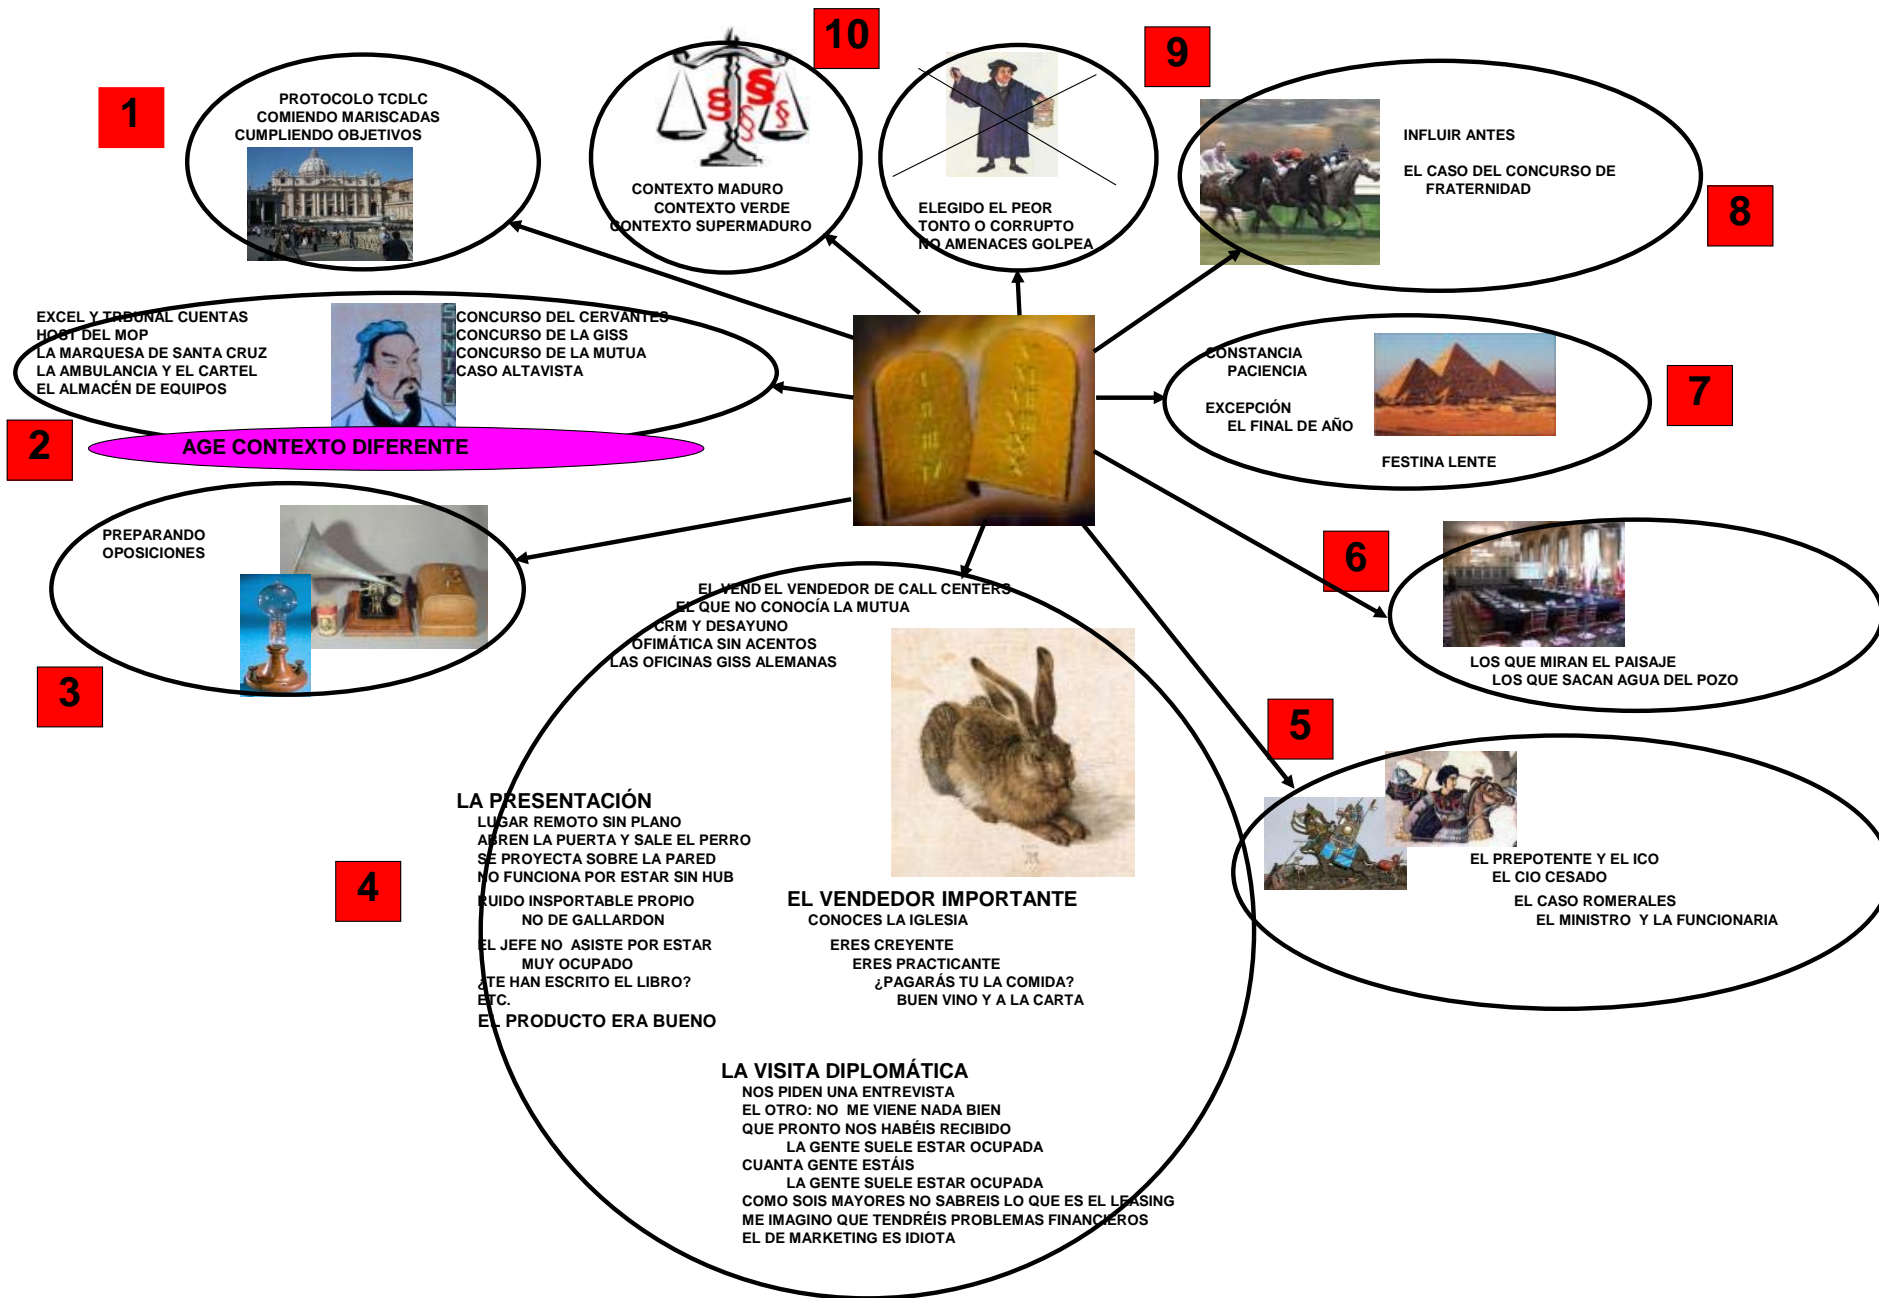 1
PROTOCOLO TCDLC
COMIENDO MARISCADAS
CUMPLIENDO OBJETIVOS
10
CONTEXTO MADURO
CONTEXTO VERDE
CONTEXTO SUPERMADURO
9
ELEGIDO EL PEOR
TONTO O CORRUPTO
NO AMENACES GOLPEA
8
INFLUIR ANTES
EL CASO DEL CONCURSO DE
FRATERNIDAD
2
EXCEL Y TRBUNAL CUENTAS
HOST DEL MOP
LA MARQUESA DE SANTA CRUZ
LA AMBULANCIA Y EL CARTEL
EL ALMACÉN DE EQUIPOS
SUNTZU
CONCURSO DEL CERVANTES
CONCURSO DE LA GISS
CONCURSO DE LA MUTUA
CASO ALTAVISTA
AGE CONTEXTO DIFERENTE
7
CONSTANCIA
PACIENCIA
EXCEPCIÓN
EL FINAL DE AÑO
FESTINA LENTE
3
PREPARANDO
OPOSICIONES
6
LOS QUE MIRAN EL PAISAJE
LOS QUE SACAN AGUA DEL POZO
4
EL VEND EL VENDEDOR DE CALL CENTERS
EL QUE NO CONOCÍA LA MUTUA
CRM Y DESAYUNO
OFIMÁTICA SIN ACENTOS
LAS OFICINAS GISS ALEMANAS
LA PRESENTACIÓN
LUGAR REMOTO SIN PLANO
ABREN LA PUERTA Y SALE EL PERRO
SE PROYECTA SOBRE LA PARED
NO FUNCIONA POR ESTAR SIN HUB
RUIDO INSPORTABLE PROPIO
NO DE GALLARDON
EL JEFE NO ASISTE POR ESTAR
MUY OCUPADO
¿TE HAN ESCRITO EL LIBRO?
ETC.
EL PRODUCTO ERA BUENO
EL VENDEDOR IMPORTANTE
CONOCES LA IGLESIA
ERES CREYENTE
ERES PRACTICANTE
¿PAGARÁS TU LA COMIDA?
BUEN VINO Y A LA CARTA
LA VISITA DIPLOMÁTICA
NOS PIDEN UNA ENTREVISTA
EL OTRO: NO ME VIENE NADA BIEN
QUE PRONTO NOS HABÉIS RECIBIDO
LA GENTE SUELE ESTAR OCUPADA
CUANTA GENTE ESTÁIS
LA GENTE SUELE ESTAR OCUPADA
COMO SOIS MAYORES NO SABREIS LO QUE ES EL LEASING
ME IMAGINO QUE TENDRÉIS PROBLEMAS FINANCIEROS
EL DE MARKETING ES IDIOTA
5
EL PREPOTENTE Y EL ICO
EL CIO CESADO
EL CASO ROMERALES
EL MINISTRO Y LA FUNCIONARIA